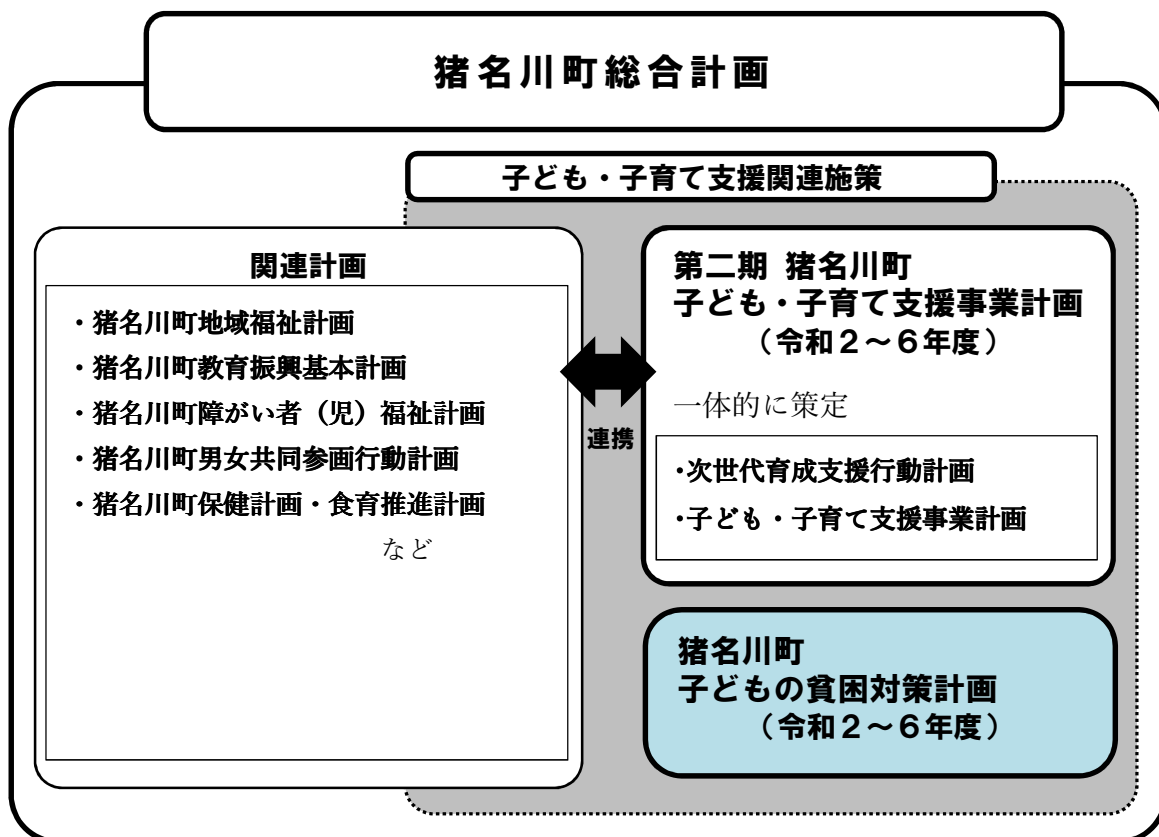 猪名川町総合計画
子ども・子育て支援関連施策
関連計画
・猪名川町地域福祉計画
・猪名川町教育振興基本計画
・猪名川町障がい者（児）福祉計画
・猪名川町男女共同参画行動計画
・猪名川町保健計画・食育推進計画
など
連携
第二期 猪名川町
子ども・子育て支援事業計画
（令和２～６年度）
一体的に策定
・次世代育成支援行動計画
・子ども・子育て支援事業計画
猪名川町
子どもの貧困対策計画
（令和２～６年度）